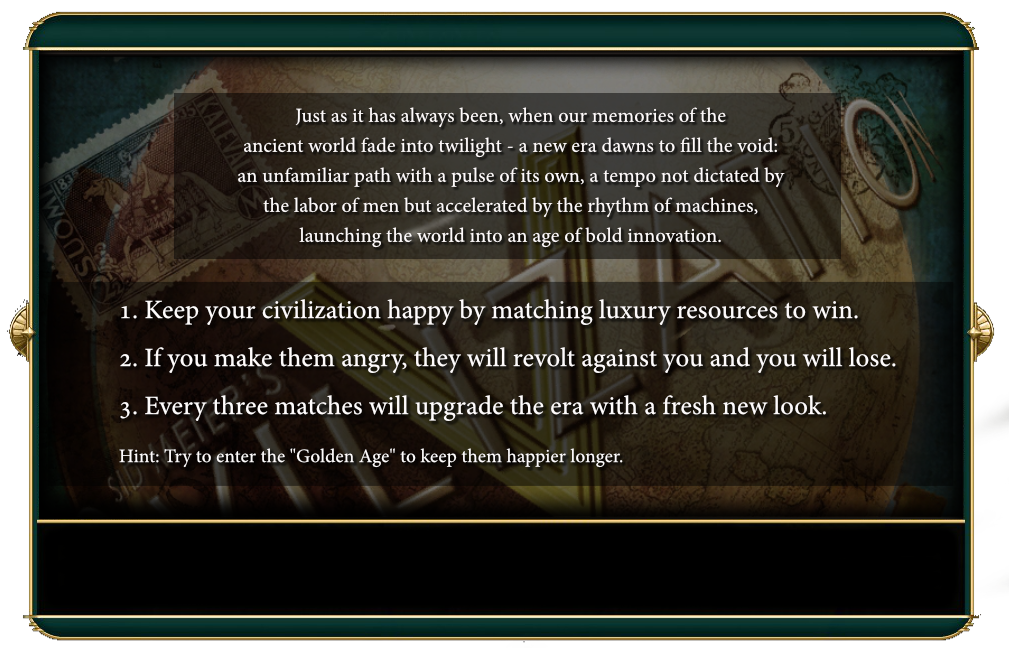 Just as it has always been, when our memories of the
ancient world fade into twilight - a new era dawns to fill the void:
an unfamiliar path with a pulse of its own, a tempo not dictated by
the labor of men but accelerated by the rhythm of machines,
launching the world into an age of bold innovation.
1. Keep your civilization happy by matching luxury resources to win.
2. If you make them angry, they will revolt against you and you will lose.
3. Every three matches will upgrade the era with a fresh new look.
Hint: Try to enter the "Golden Age" to keep them happier longer.